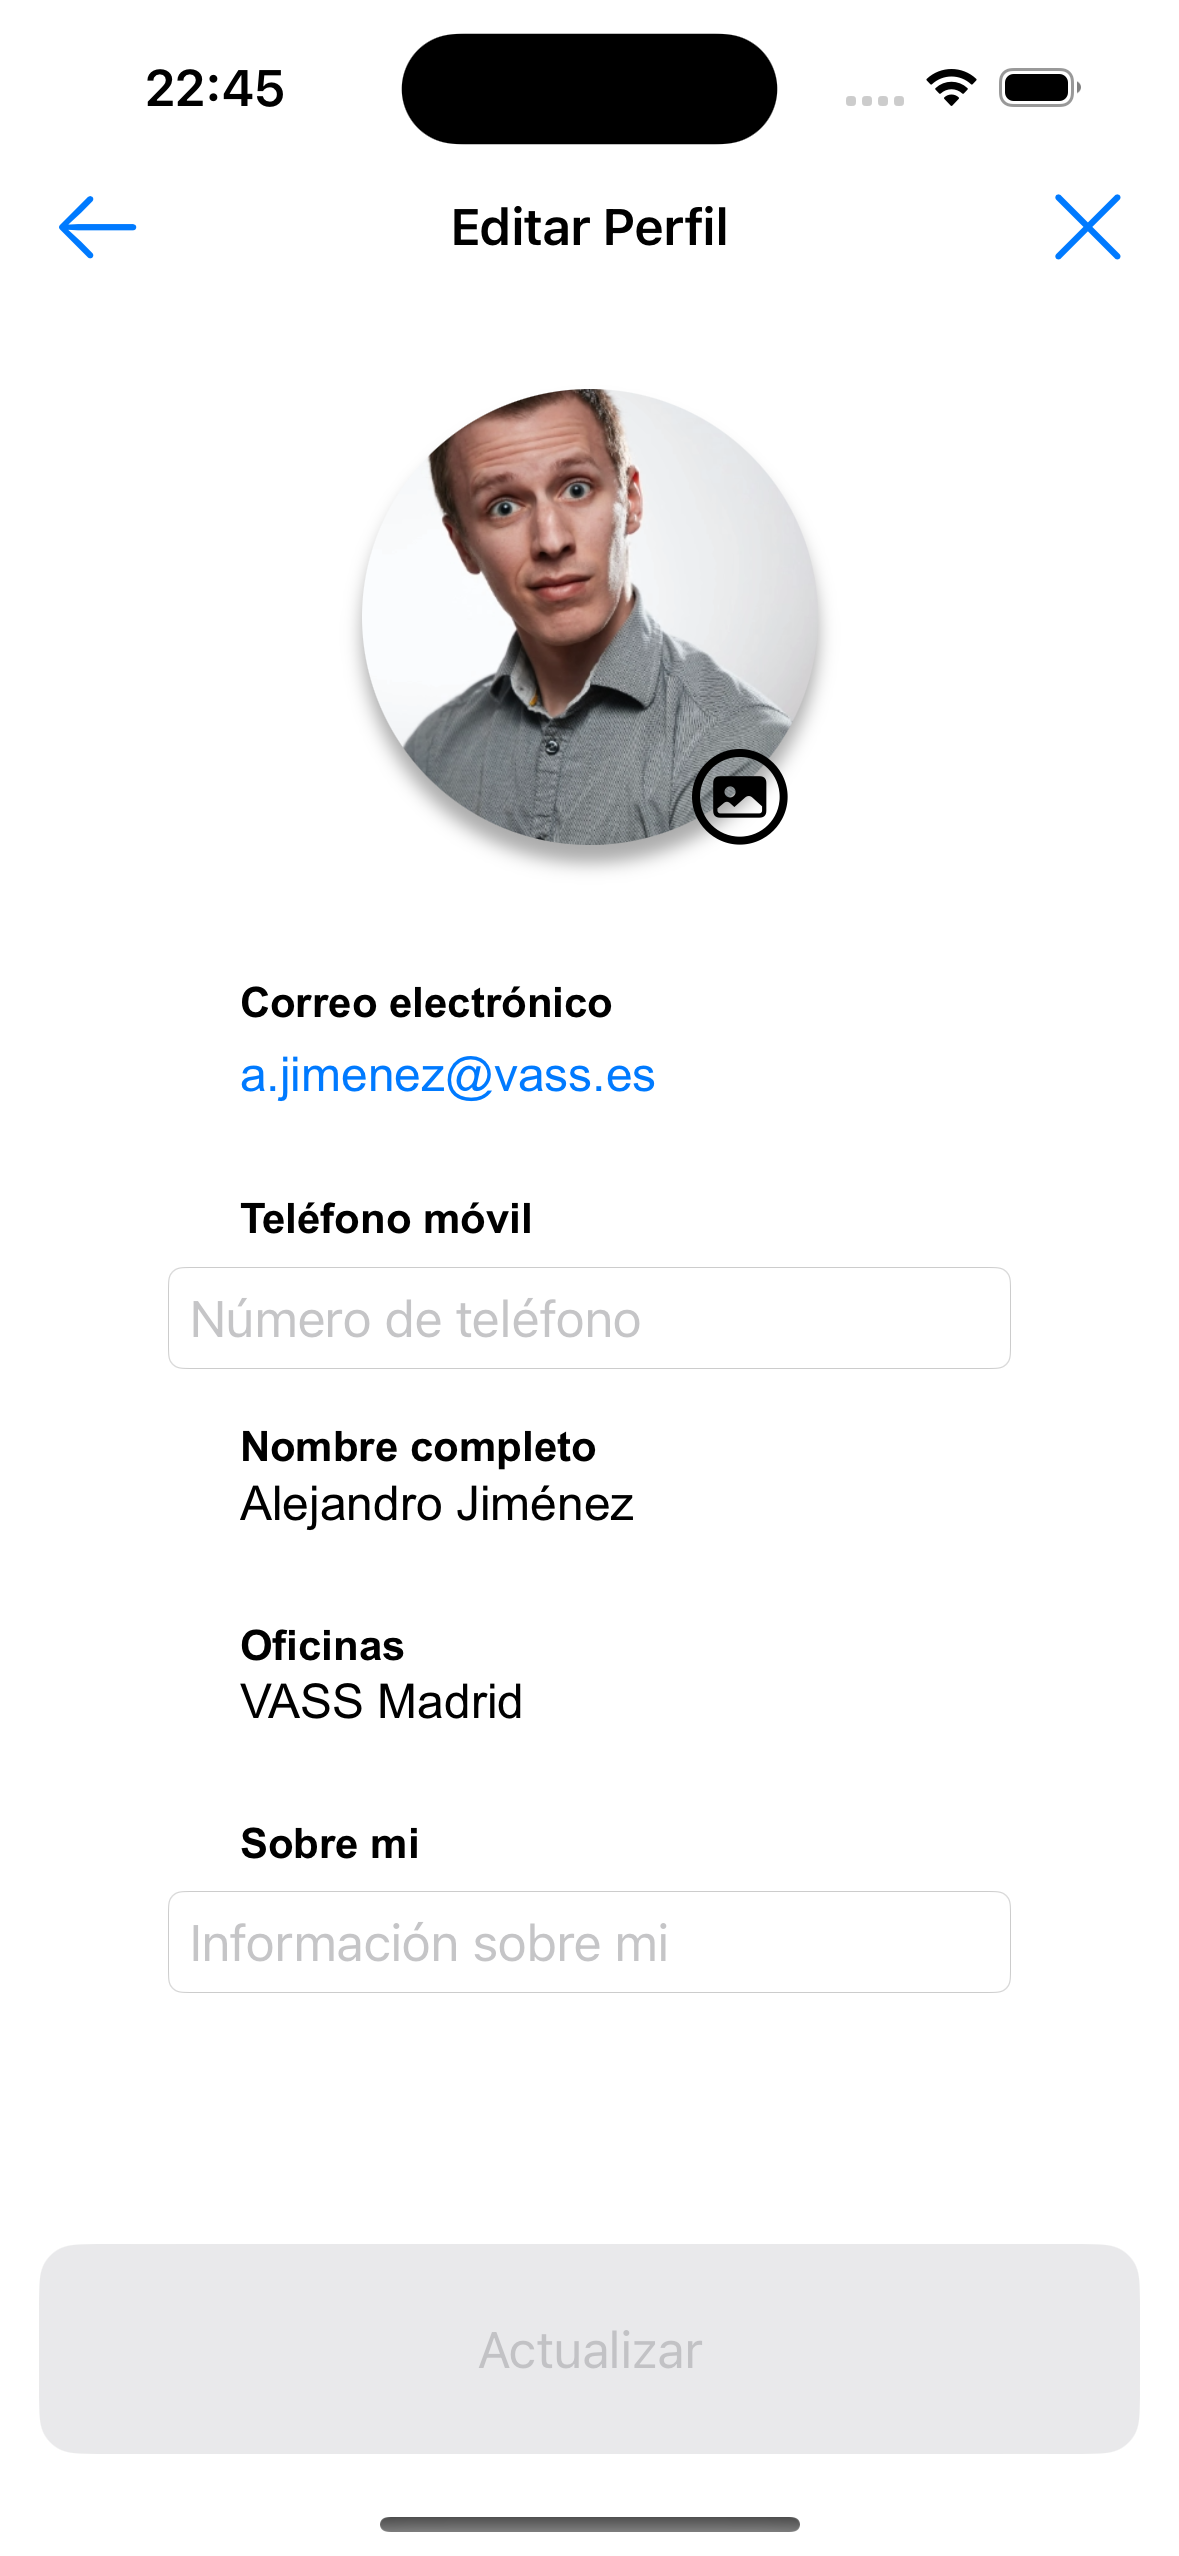 22:45
Editar Perfil
Correo electrónico
a.jimenez@vass.es
Teléfono móvil
Número de teléfono
Nombre completo
Alejandro Jiménez
Oficinas
VASS Madrid
Sobre mi
Información sobre mi
Actualizar